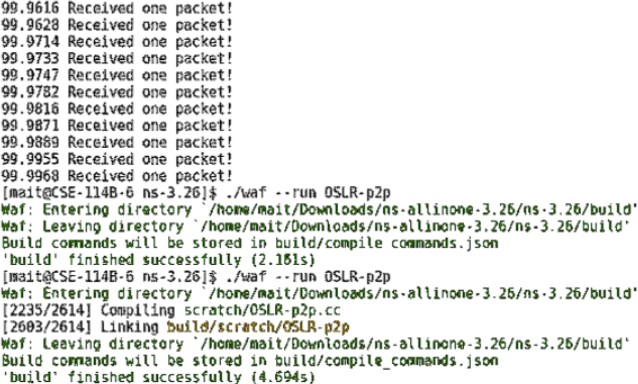 99.9616 Received one packet!
99.9628 Received one packet!
99.9714 Received one packet!
99.9733 Received one packet!
99.9747 Received one packet!
99.9782 Received one packet!
99.9816 Received one packet!
99.9871 Received one packet!
99.9889 Received one packet!
99.9955 Received one packet!
99.9968 Received one packet!
[mait@CSE-114B-6 ns-3.26]$ ./waf --run OSLR-p2p
Waf: Entering directory `/home/mait/Downloads/ns-allinone-3.26/ns-3.26/build'
Waf: Leaving directory `/home/mait/Downloads/ns-allinone-3.26/ns-3.26/build'
Build commands will be stored in build/compile_commands.json
'build' finished successfully (2.161s)
[mait@CSE-114B-6 ns-3.26]$ ./waf --run OSLR-p2p
Waf: Entering directory `/home/mait/Downloads/ns-allinone-3.26/ns-3.26/build'
[2235/2614] Compiling scratch/OSLR-p2p.cc
[2603/2614] Linking build/scratch/OSLR-p2p
Waf: Leaving directory `/home/mait/Downloads/ns-allinone-3.26/ns-3.26/build'
Build commands will be stored in build/compile_commands.json
'build' finished successfully (4.694s)